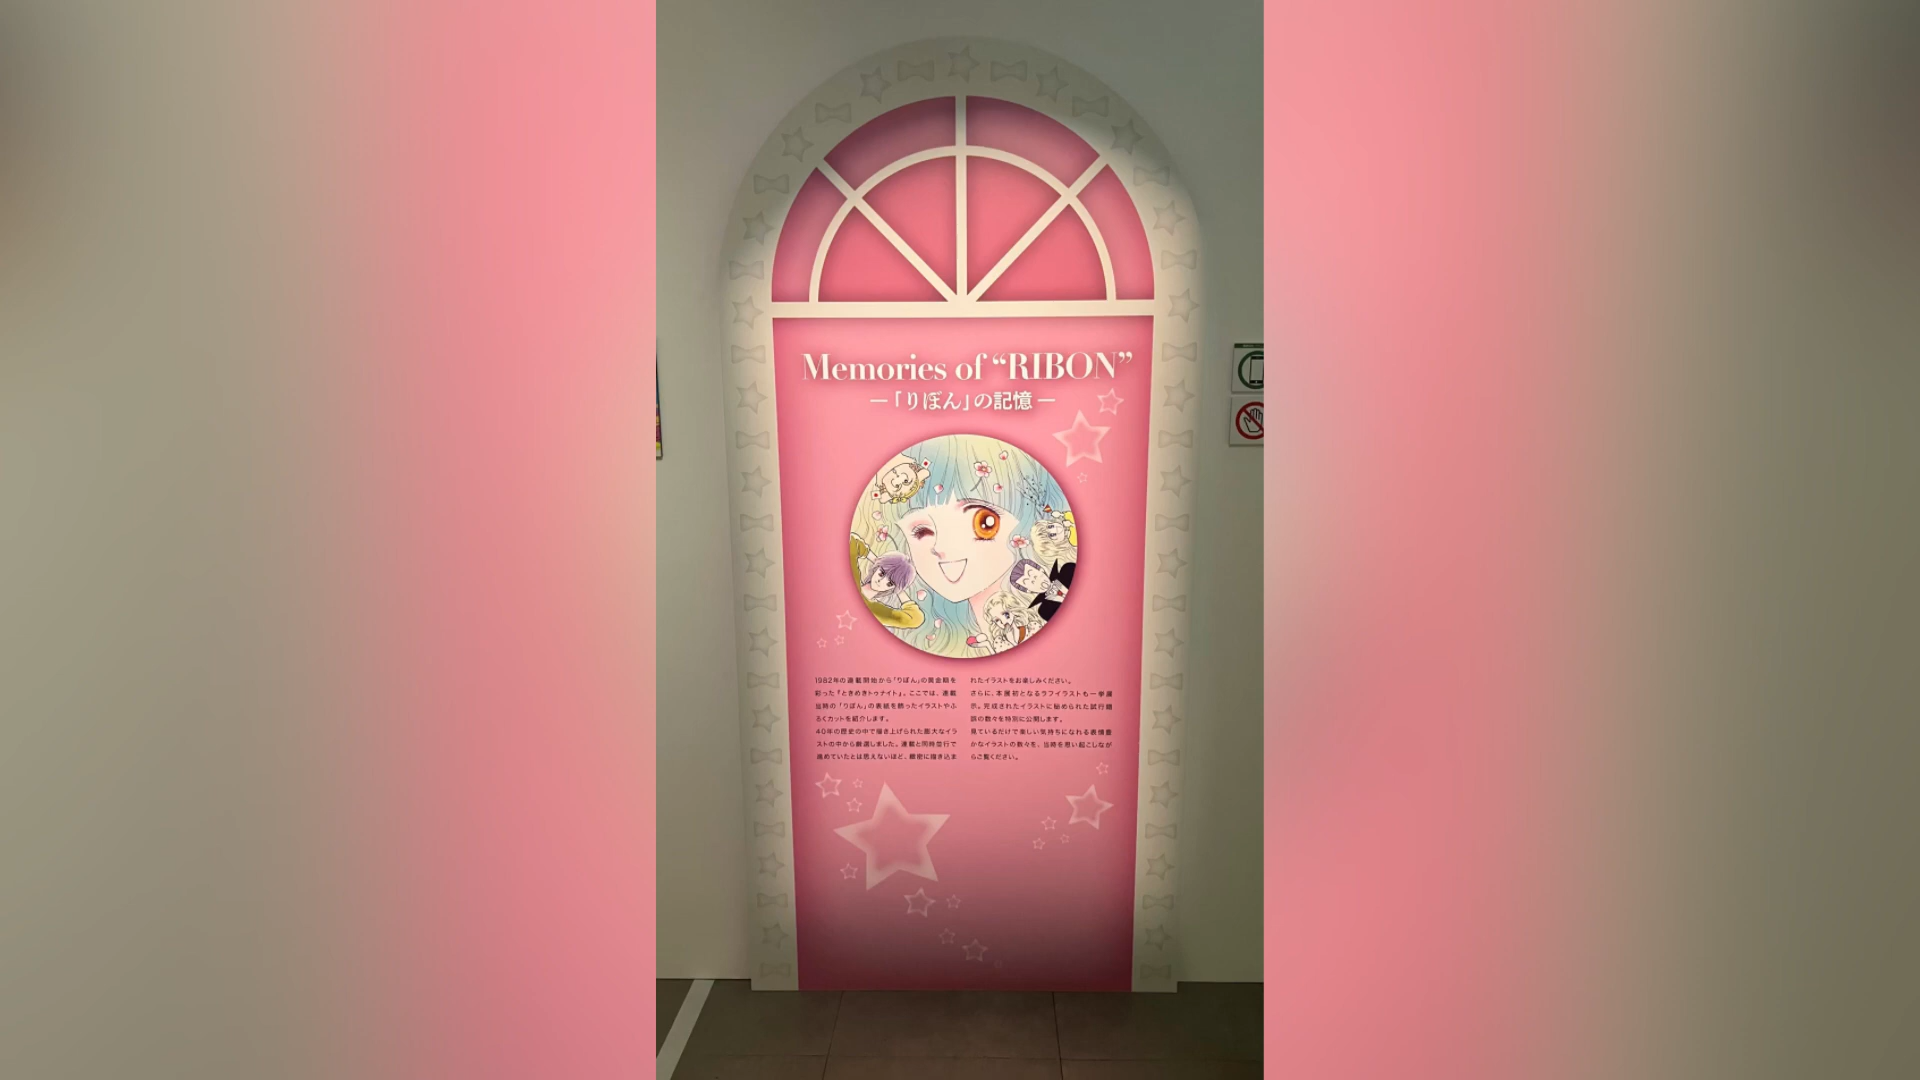 Memories of “RIBON”
—「りぼん」の記憶—
1982年の連載開始から「りぼん」の黄金期を
彩った『ときめきトゥナイト』。ここでは、連載
当時の「りぼん」の表紙を飾ったイラストやふ
ろくカットを紹介します。
40年の歴史の中で描き上げられた膨大なイラ
ストの中から厳選しました。連載と同時並行で
進めていたとは思えないほど、緻密に描き込ま
れたイラストをお楽しみください。
さらに、本展初となるラフイラストも一挙展
示。完成されたイラストに秘められた試行錯
誤の数々を特別に公開します。
見ているだけで楽しい気持ちになれる表情豊
かなイラストの数々を、当時を思い起こしなが
らご覧ください。